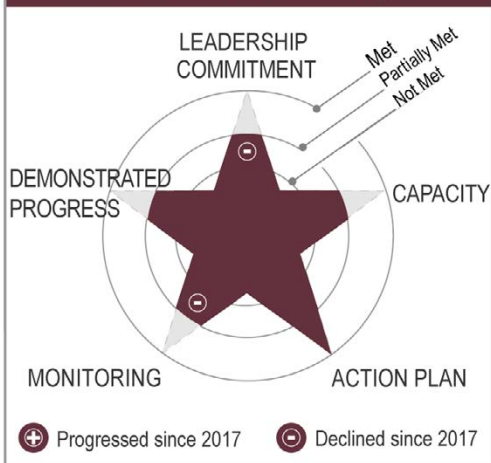 LEADERSHIP
COMMITMENT
Met
Partially Met
Not Met
DEMONSTRATED
PROGRESS
CAPACITY
MONITORING
ACTION PLAN
Progressed since 2017
Declined since 2017